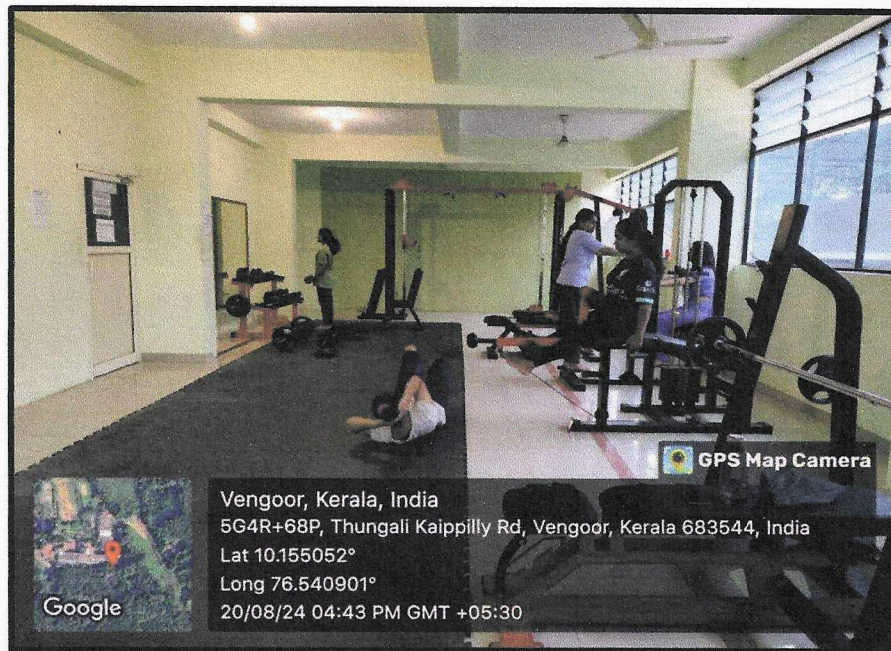 GPS Map Camera
Vengoor, Kerala, India
5G4R+68P, Thungali Kaippilly Rd, Vengoor, Kerala 683544, India
Lat 10.155052°
Long 76.540901°
20/08/24 04:43 PM GMT +05:30
Google